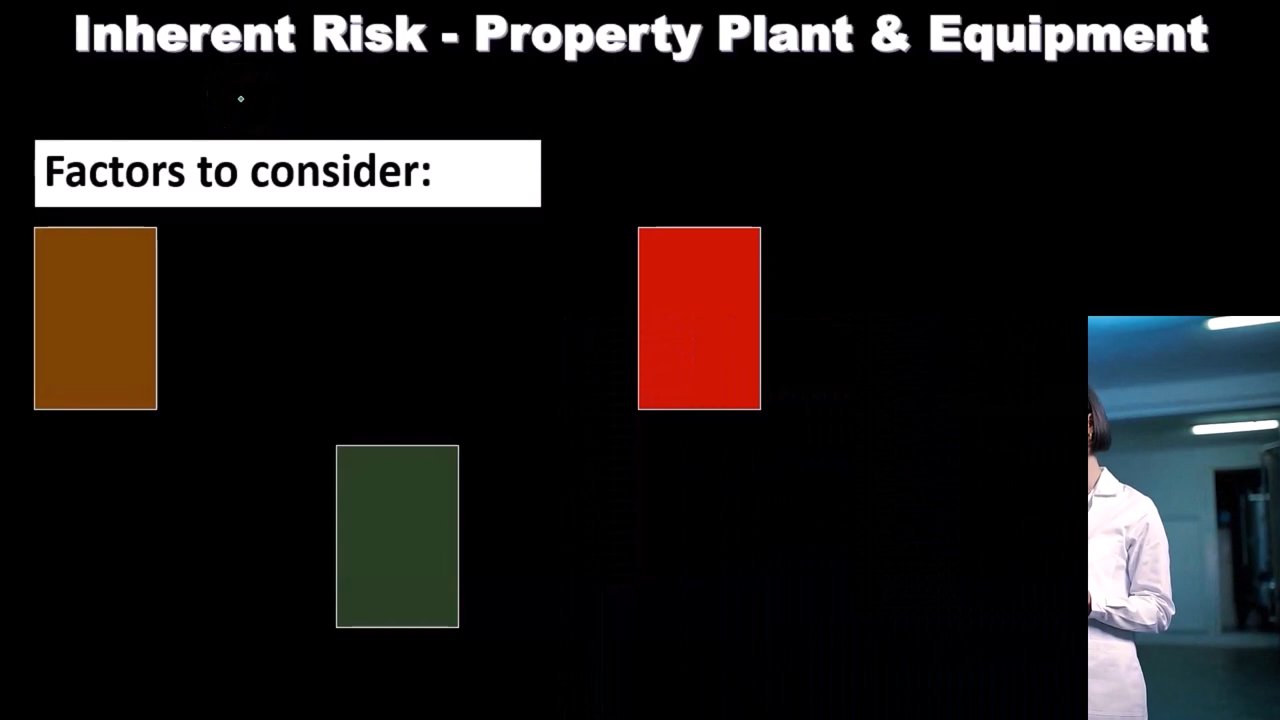 Inherent Risk - Property Plant & Equipment
Factors to consider: